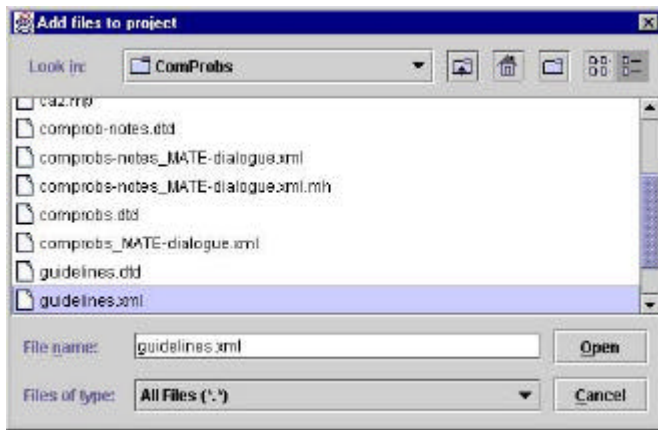 Add files to project
Look in:
ComProbs
comprob-notes.dtd
comprobs-notes_MATE-dialogue.xml
comprobs-notes_MATE-dialogue.xml.mh
comprobs.dtd
comprobs_MATE-dialogue.xml
guidelines.dtd
guidelines.xml
File name:
guidelines.xml
Open
Files of type:
All Files (*.*)
Cancel